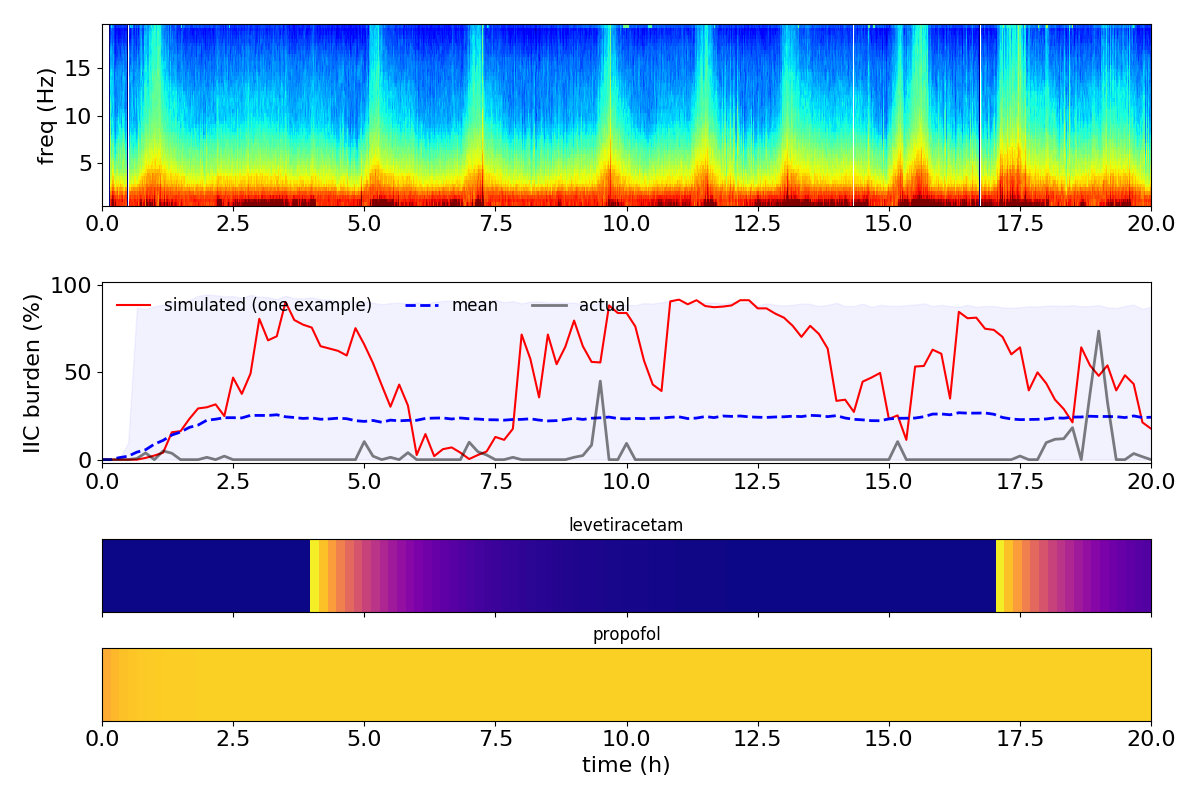 15
10
5
freq (Hz)
0.0 2.5 5.0 7.5 10.0 12.5 15.0 17.5 20.0
100
50
0
IIC burden (%)
simulated (one example) mean actual
0.0 2.5 5.0 7.5 10.0 12.5 15.0 17.5 20.0
levetiracetam
propofol
0.0 2.5 5.0 7.5 10.0 12.5 15.0 17.5 20.0
time (h)